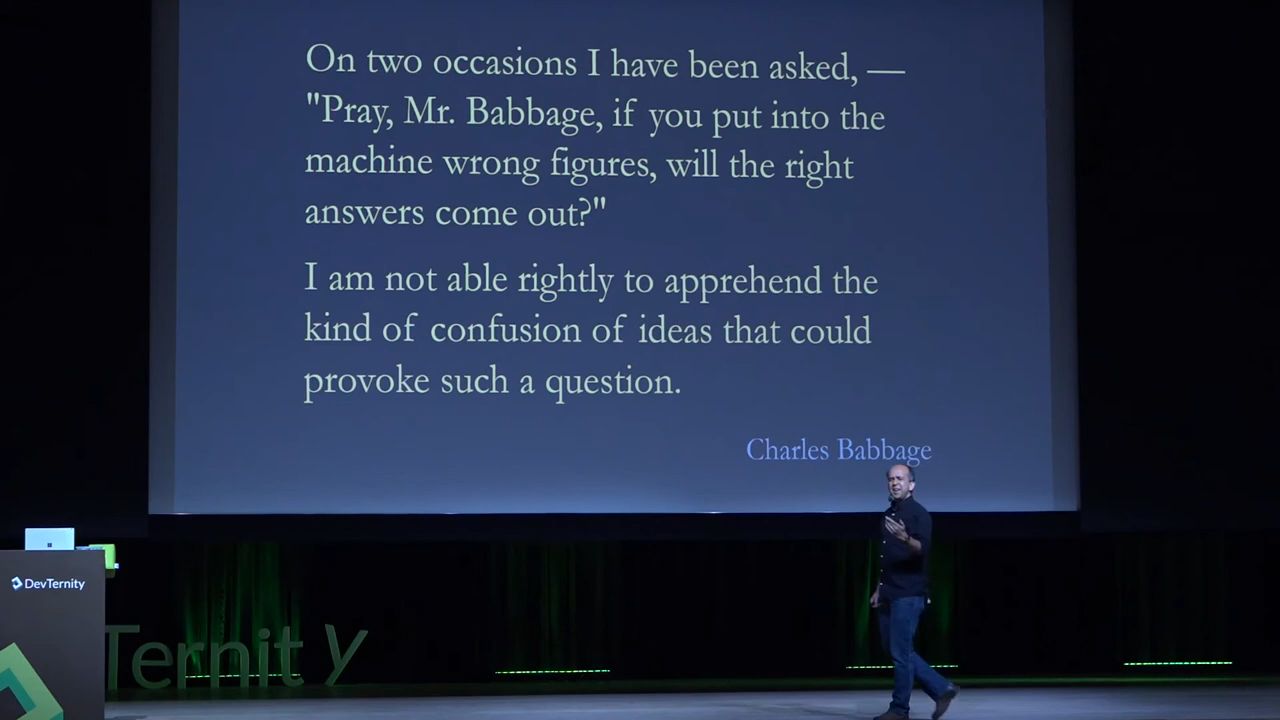 On two occasions I have been asked, —
"Pray, Mr. Babbage, if you put into the
machine wrong figures, will the right
answers come out?"
I am not able rightly to apprehend the
kind of confusion of ideas that could
provoke such a question.
Charles Babbage
DevTernity
Ternity